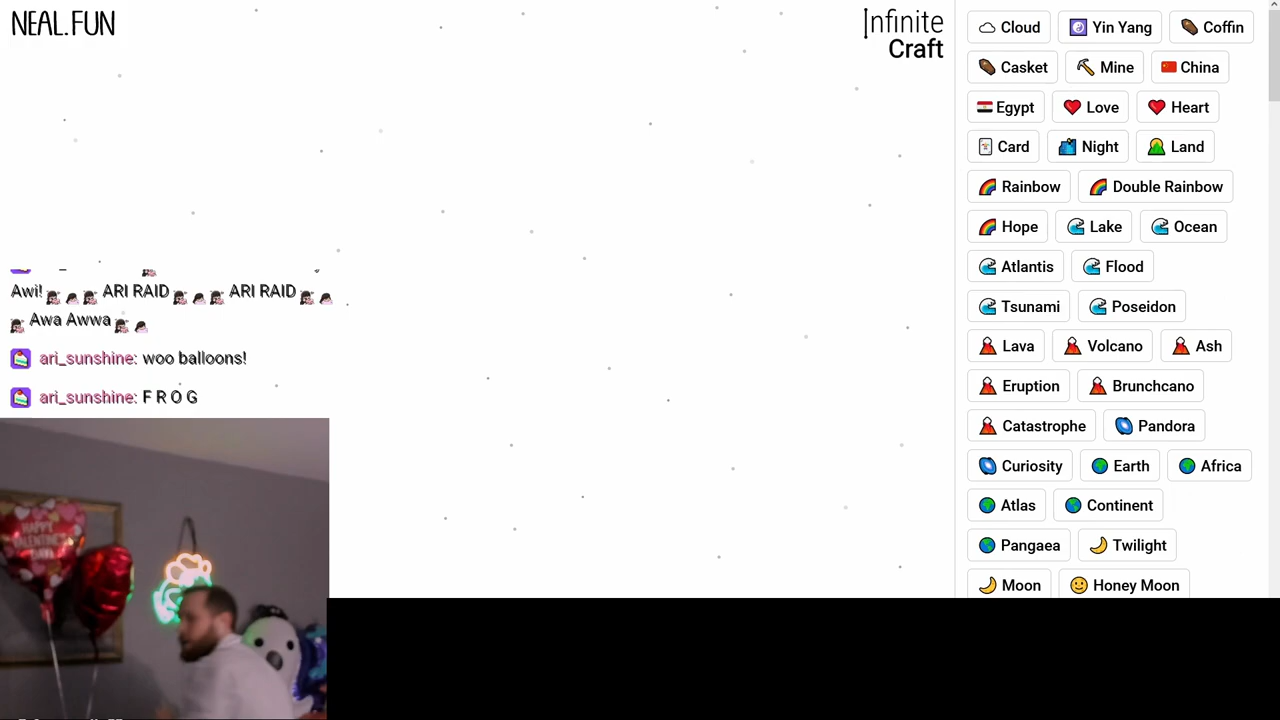 NEAL.FUN
Infinite
Craft
Awi! ARI RAID ARI RAID
Awa Awwa
ari_sunshine: woo balloons!
ari_sunshine: F R O G
HAPPY
VALENTINE'S
DAY!
Cloud Yin Yang Coffin
Casket Mine China
Egypt Love Heart
Card Night Land
Rainbow Double Rainbow
Hope Lake Ocean
Atlantis Flood
Tsunami Poseidon
Lava Volcano Ash
Eruption Brunchcano
Catastrophe Pandora
Curiosity Earth Africa
Atlas Continent
Pangaea Twilight
Moon Honey Moon